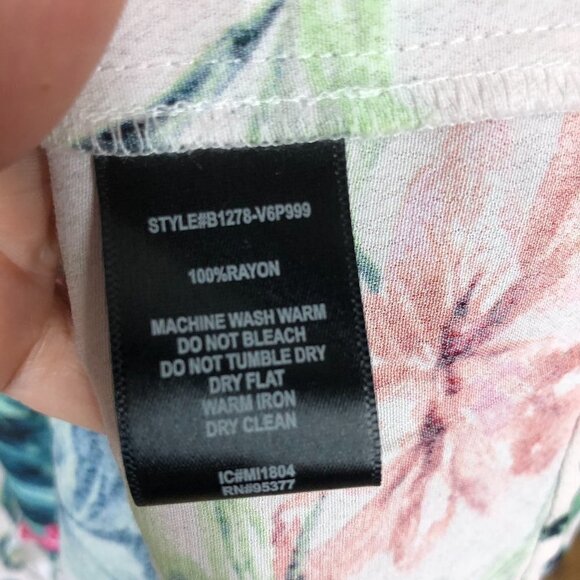 STYLE#B1278-V6P999
100%RAYON
MACHINE WASH WARM
DO NOT BLEACH
DO NOT TUMBLE DRY
DRY FLAT
WARM IRON
DRY CLEAN
IC#MI1804
RN#95377